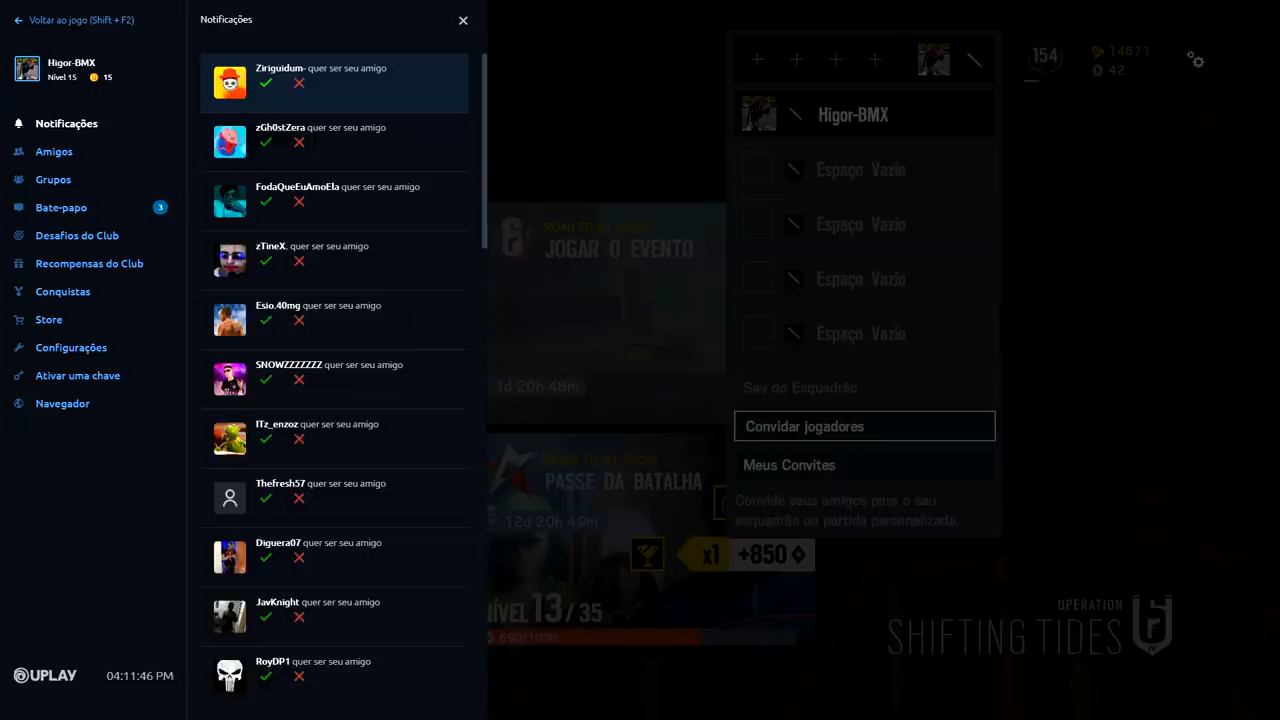 Voltar ao jogo (Shift + F2)
Higor-BMX
Nível 15 15
Notificações
Amigos
Grupos
Bate-papo 3
Desafios do Club
Recompensas do Club
Conquistas
Store
Configurações
Ativar uma chave
Navegador
UPLAY 04:11:46 PM
Notificações
Ziriguidum- quer ser seu amigo
zGh0stZera quer ser seu amigo
FodaQueEuAmoEla quer ser seu amigo
zTineX. quer ser seu amigo
Esio.40mg quer ser seu amigo
SNOWZZZZZZZ quer ser seu amigo
ITz_enzoz quer ser seu amigo
Thefresh57 quer ser seu amigo
Diguera07 quer ser seu amigo
JavKnight quer ser seu amigo
RoyDP1 quer ser seu amigo
JOGAR O EVENTO
1d 20h 48m
PASSE DA BATALHA
12d 20h 49m
x1 +850
NÍVEL 13/35
690/1000
Higor-BMX
Espaço Vazio
Espaço Vazio
Espaço Vazio
Espaço Vazio
Sair do Esquadrão
Convidar jogadores
Meus Convites
Convide seus amigos para o seu
esquadrão ou partida personalizada.
154
14671
42
OPERATION
SHIFTING TIDES